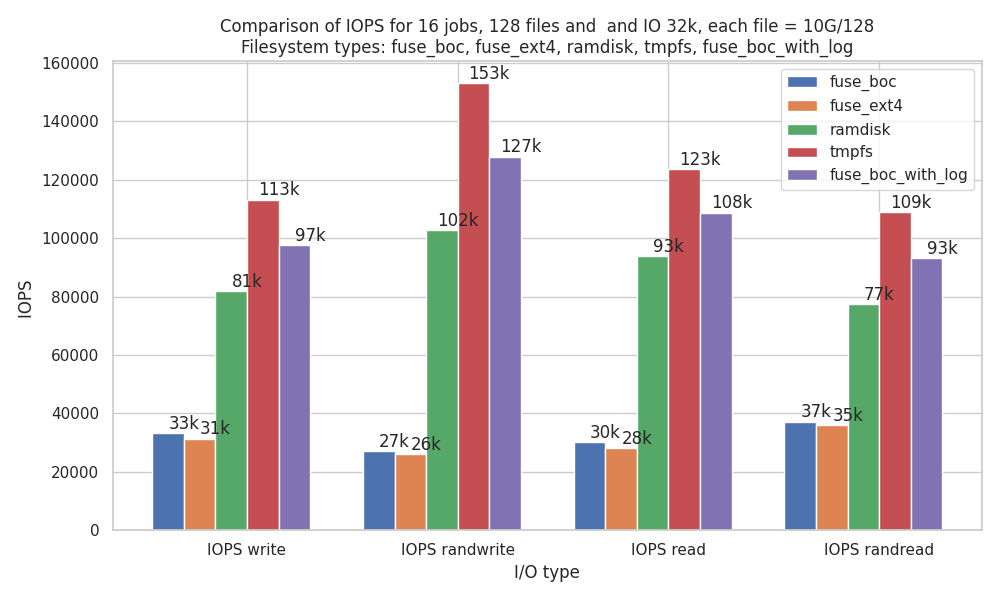 Comparison of IOPS for 16 jobs, 128 files and  and IO 32k, each file = 10G/128
Filesystem types: fuse_boc, fuse_ext4, ramdisk, tmpfs, fuse_boc_with_log
160000
140000
120000
100000
80000
60000
40000
20000
0
IOPS
fuse_boc
fuse_ext4
ramdisk
tmpfs
fuse_boc_with_log
33k
31k
81k
113k
97k
27k
26k
102k
153k
127k
30k
28k
93k
123k
108k
37k
35k
77k
109k
93k
IOPS write
IOPS randwrite
IOPS read
IOPS randread
I/O type